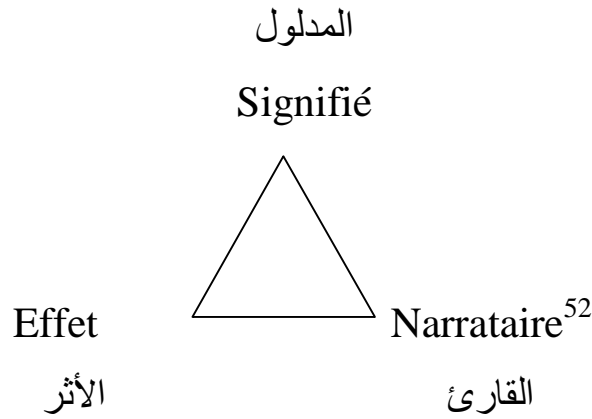 المدلول
Signifié
Effet
Narrataire52
الأثر
القارئ